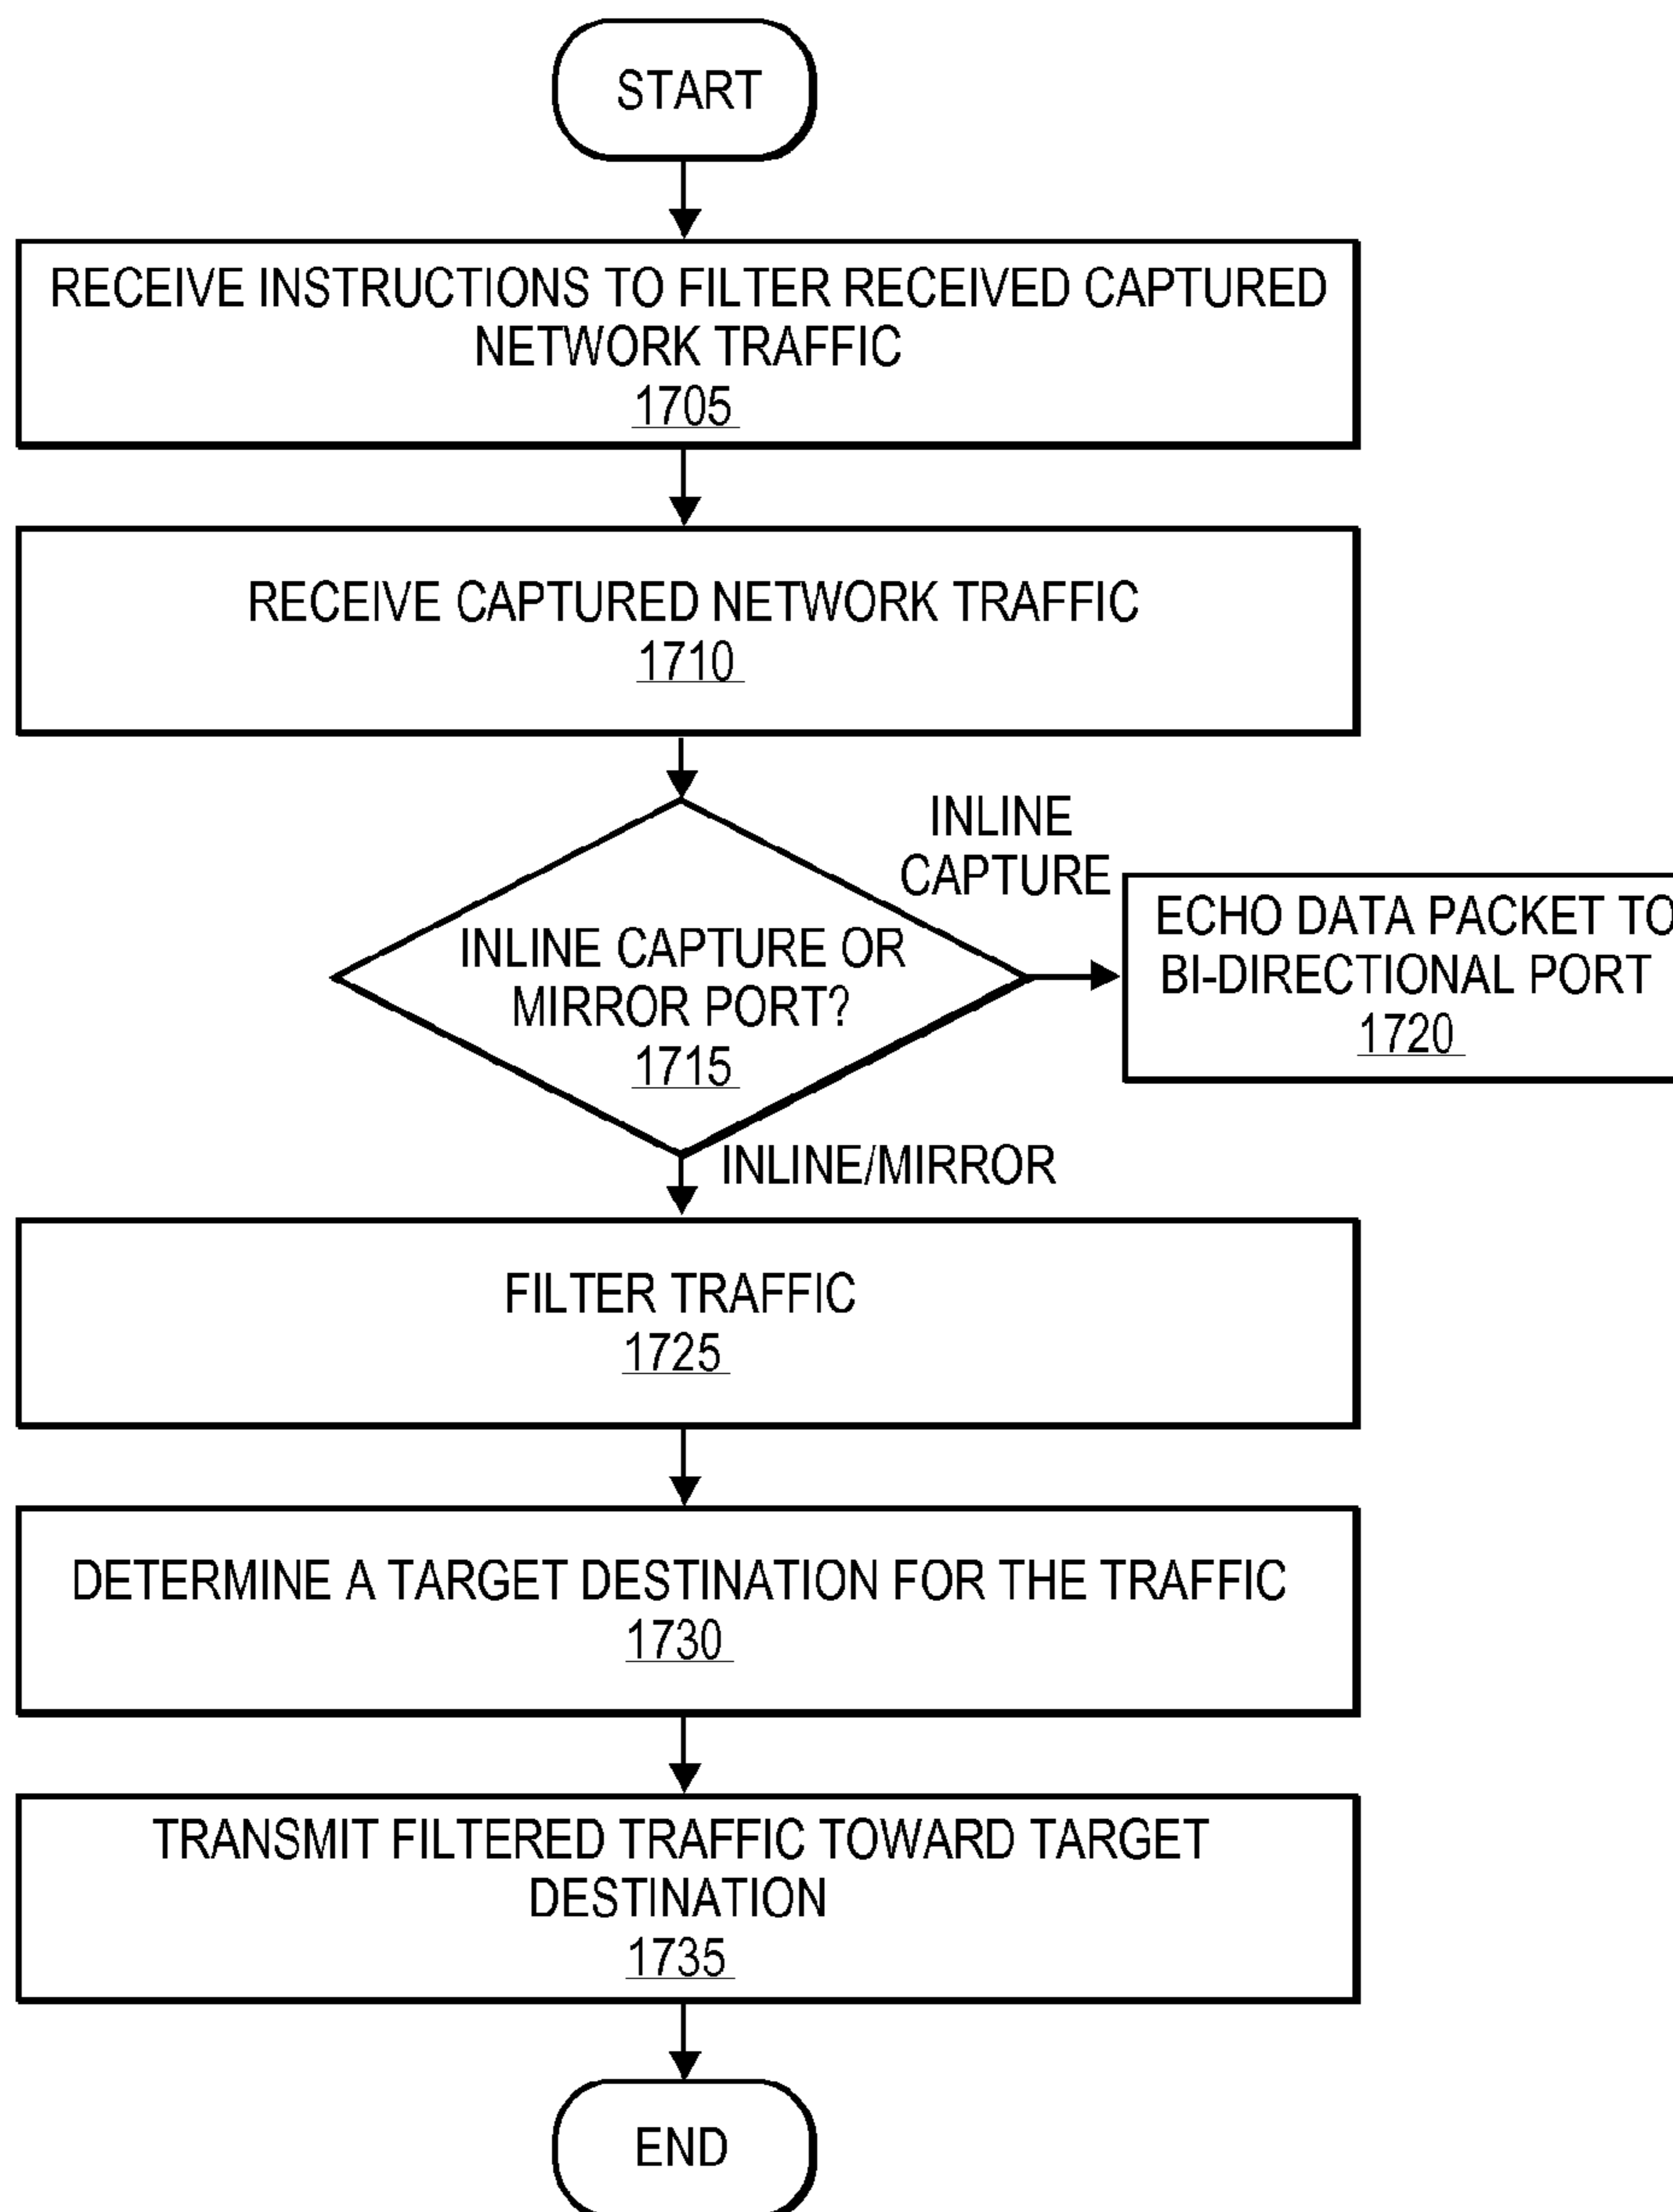 START
RECEIVE INSTRUCTIONS TO FILTER RECEIVED CAPTURED
NETWORK TRAFFIC
1705
RECEIVE CAPTURED NETWORK TRAFFIC
1710
INLINE
CAPTURE
INLINE CAPTURE OR
MIRROR PORT?
1715
ECHO DATA PACKET TO
BI-DIRECTIONAL PORT
1720
INLINE/MIRROR
FILTER TRAFFIC
1725
DETERMINE A TARGET DESTINATION FOR THE TRAFFIC
1730
TRANSMIT FILTERED TRAFFIC TOWARD TARGET
DESTINATION
1735
END